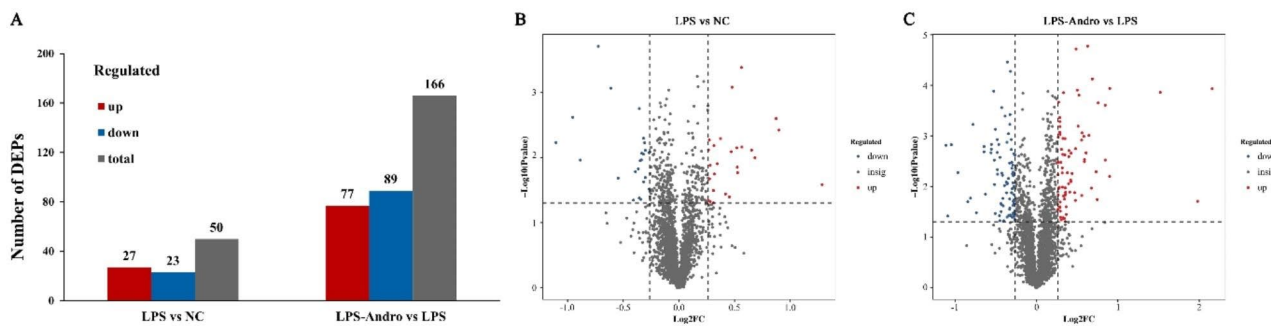 A
Number of DEPs
200
160
120
80
40
0
Regulated
up
down
total
27
23
50
77
89
166
LPS vs NC
LPS-Andro vs LPS
B
LPS vs NC
-Log10(Pvalue)
3
2
1
0
-1.0
-0.5
0.0
0.5
1.0
Log2FC
Regulated
down
insig
up
C
LPS-Andro vs LPS
-Log10(Pvalue)
5
4
3
2
1
0
-1
0
1
2
Log2FC
Regulated
dow
insig
up